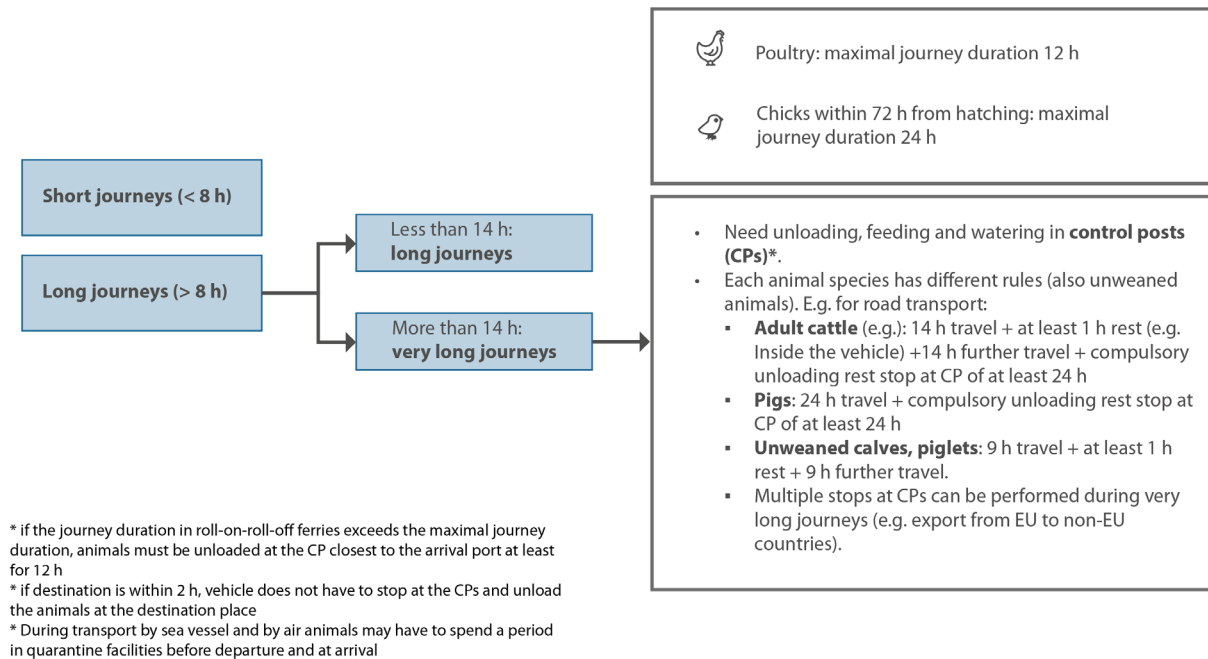 Poultry: maximal journey duration 12 h
Chicks within 72 h from hatching: maximal
journey duration 24 h
Short journeys (< 8 h)
Long journeys (> 8 h)
Less than 14 h:
long journeys
More than 14 h:
very long journeys
• Need unloading, feeding and watering in control posts
(CPs)*.
• Each animal species has different rules (also unweaned
animals). E.g. for road transport:
▪ Adult cattle (e.g.): 14 h travel + at least 1 h rest (e.g.
Inside the vehicle) +14 h further travel + compulsory
unloading rest stop at CP of at least 24 h
▪ Pigs: 24 h travel + compulsory unloading rest stop at
CP of at least 24 h
▪ Unweaned calves, piglets: 9 h travel + at least 1 h
rest + 9 h further travel.
▪ Multiple stops at CPs can be performed during very
long journeys (e.g. export from EU to non-EU
countries).
* if the journey duration in roll-on-roll-off ferries exceeds the maximal journey
duration, animals must be unloaded at the CP closest to the arrival port at least
for 12 h
* if destination is within 2 h, vehicle does not have to stop at the CPs and unload
the animals at the destination place
* During transport by sea vessel and by air animals may have to spend a period
in quarantine facilities before departure and at arrival